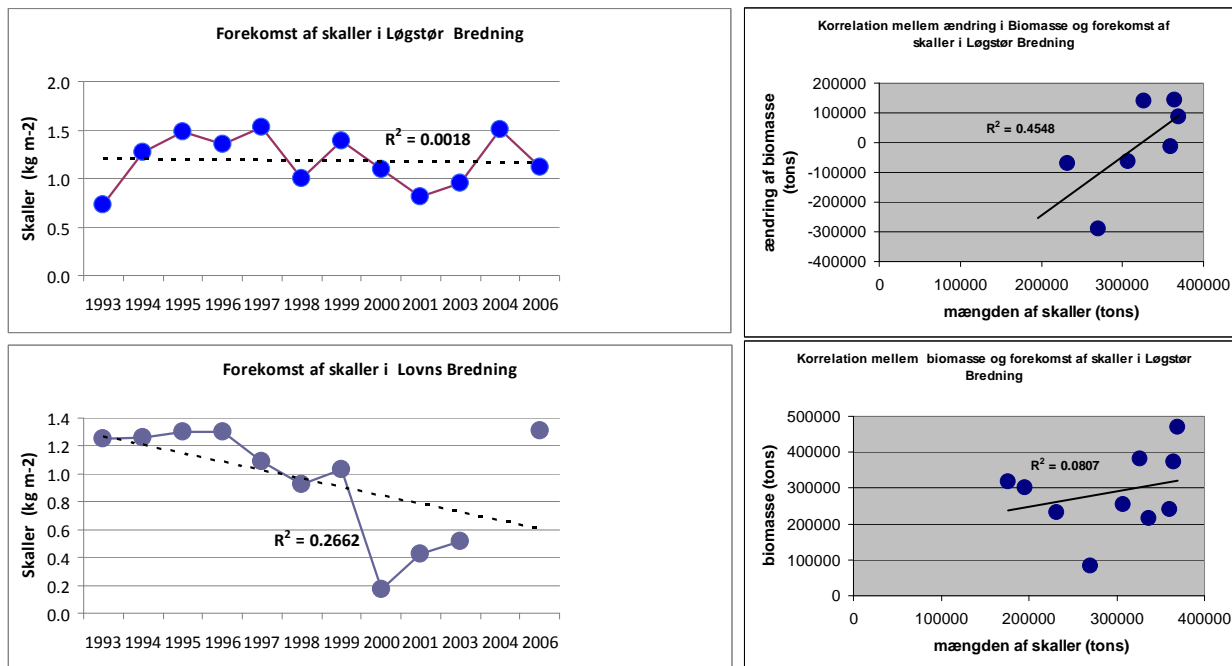 Forekomst af skaller i Løgstør Bredning
Skaller (kg m-2)
2.0
1.5
1.0
0.5
0.0
R² = 0.0018
1993 1994 1995 1996 1997 1998 1999 2000 2001 2003 2004 2006
Korrelation mellem ændring i Biomasse og forekomst af
skaller i Løgstør Bredning
ændring af biomasse
(tons)
200000
100000
0
-100000
-200000
-300000
-400000
R² = 0.4548
0 100000 200000 300000 400000
mængden af skaller (tons)
Forekomst af skaller i Lovns Bredning
Skaller (kg m-2)
1.4
1.2
1.0
0.8
0.6
0.4
0.2
0.0
R² = 0.2662
1993 1994 1995 1996 1997 1998 1999 2000 2001 2003 2004 2006
Korrelation mellem biomasse og forekomst af skaller i Løgstør
Bredning
biomasse (tons)
500000
400000
300000
200000
100000
0
R² = 0.0807
0 100000 200000 300000 400000
mængden af skaller (tons)